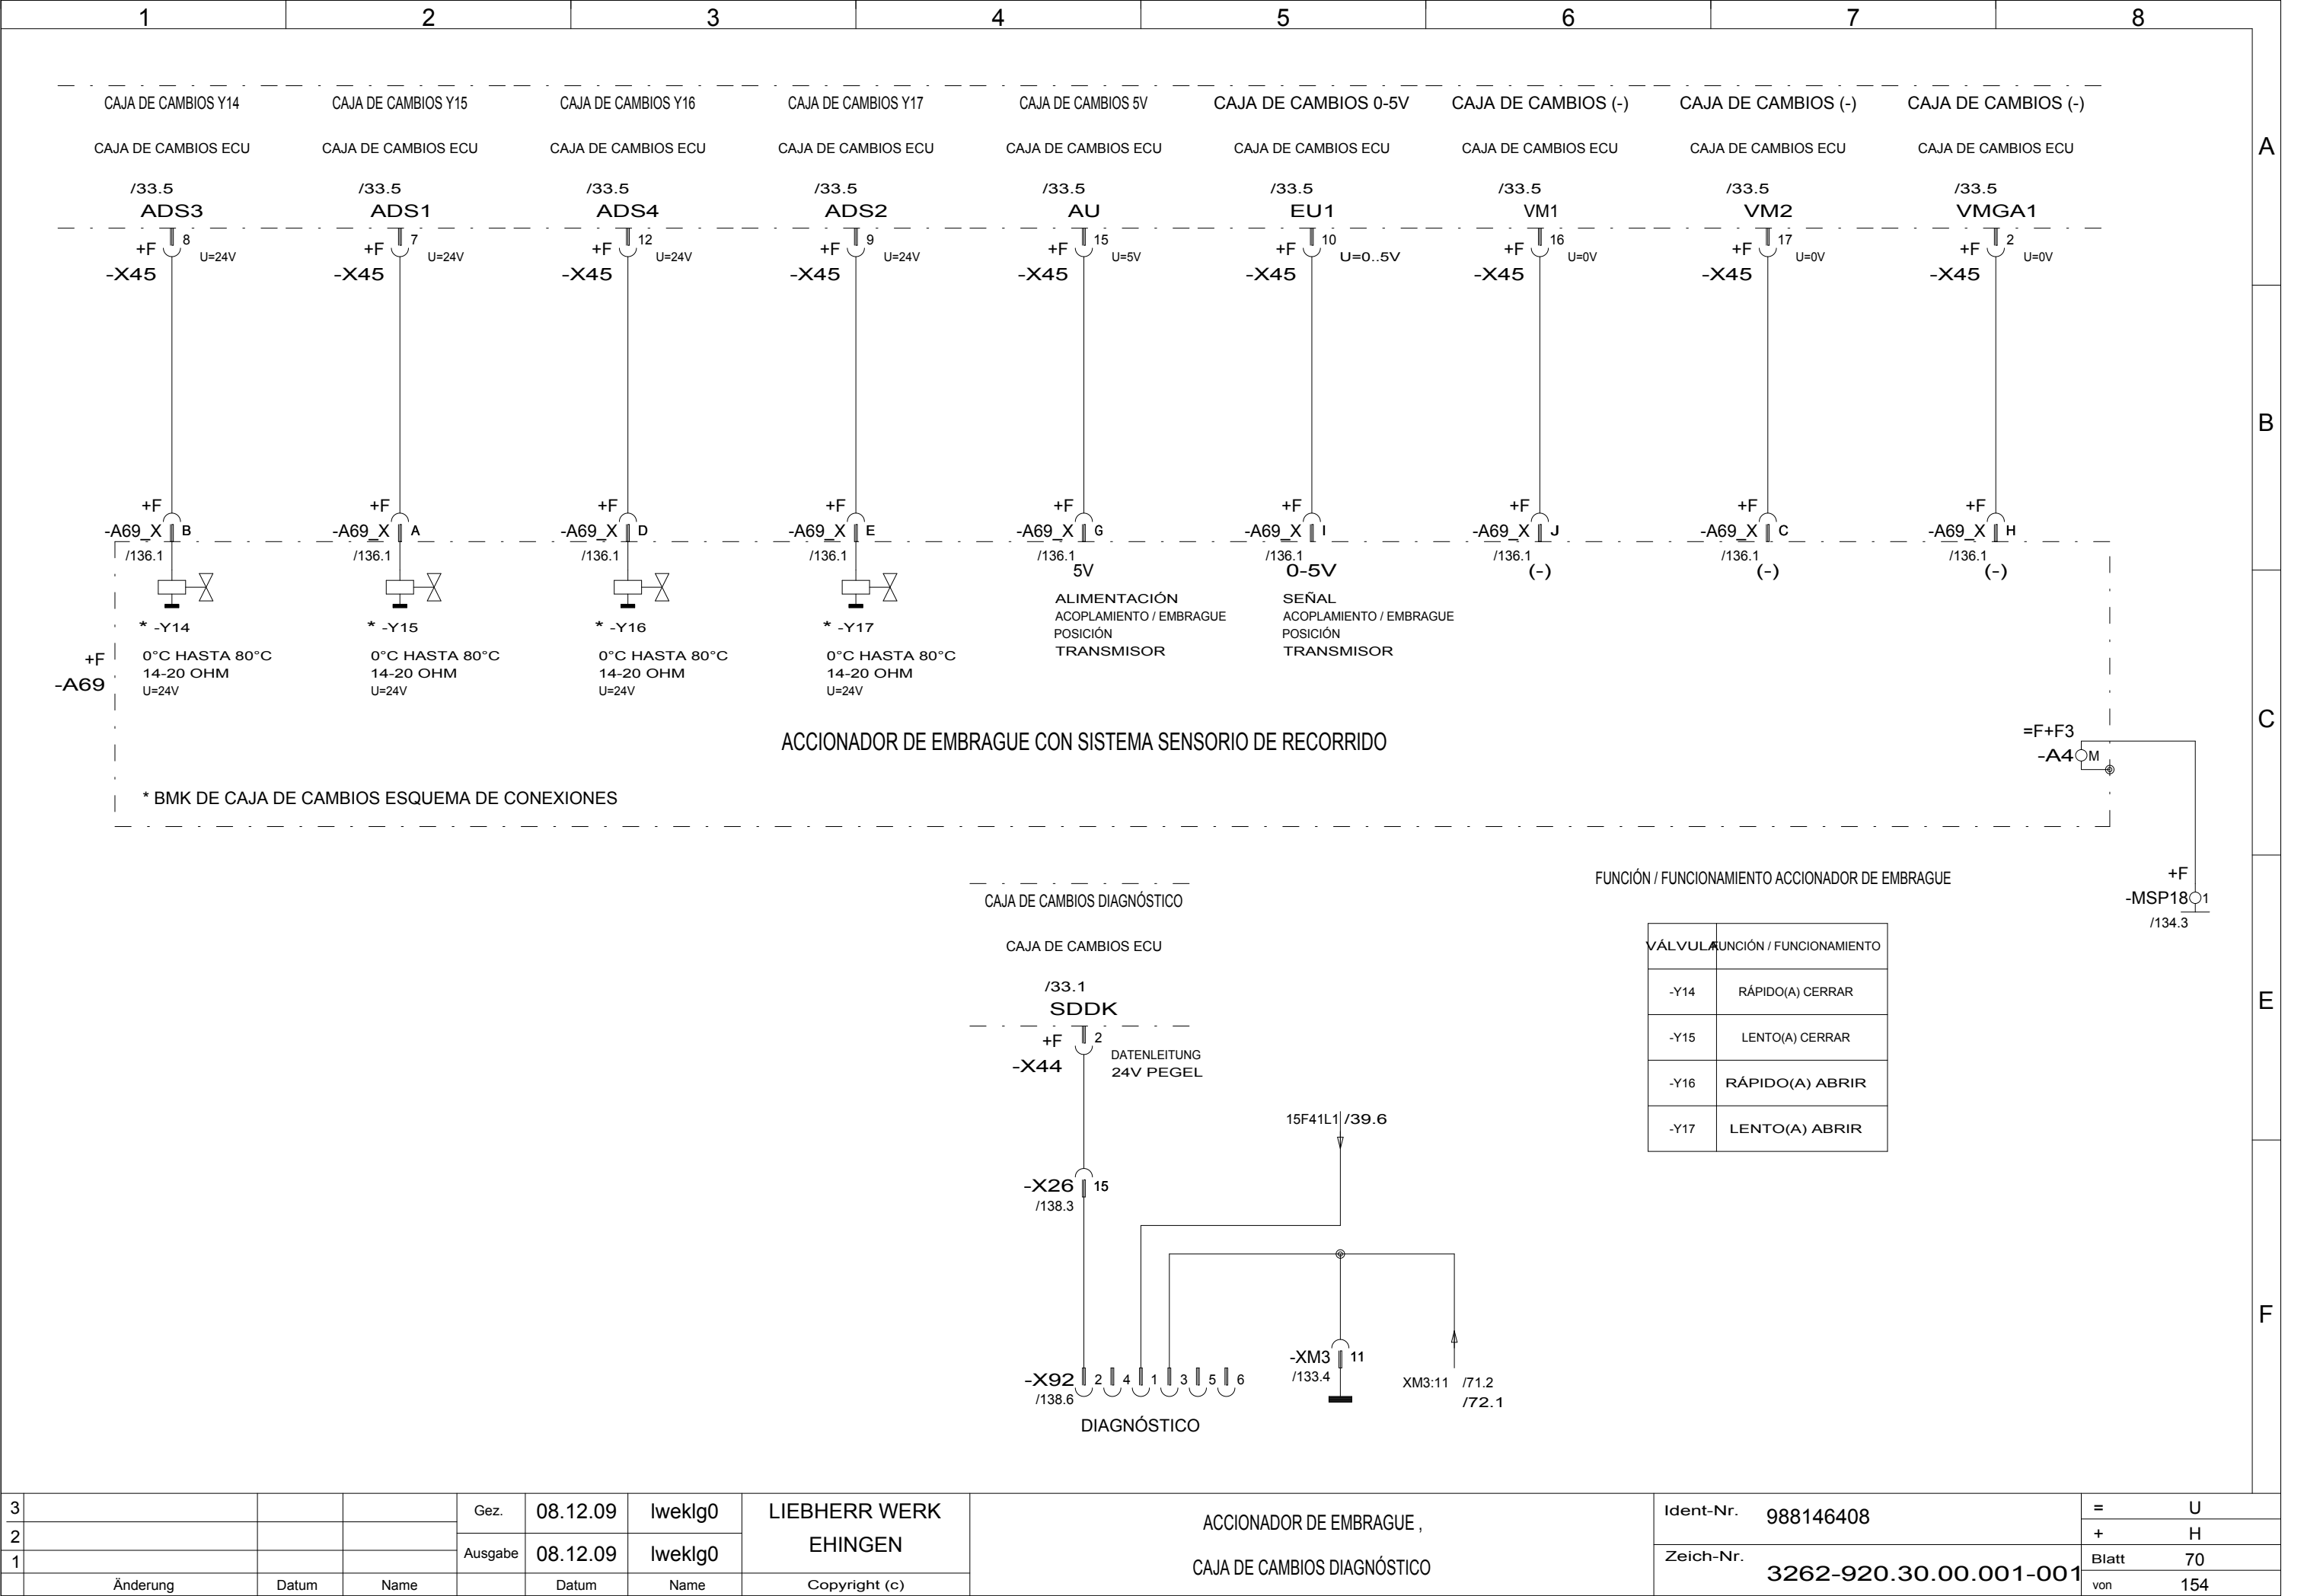 1 2 3 4 5 6 7 8
CAJA DE CAMBIOS Y14 CAJA DE CAMBIOS Y15 CAJA DE CAMBIOS Y16 CAJA DE CAMBIOS Y17 CAJA DE CAMBIOS 5V CAJA DE CAMBIOS 0-5V CAJA DE CAMBIOS (-) CAJA DE CAMBIOS (-) CAJA DE CAMBIOS (-)
CAJA DE CAMBIOS ECU CAJA DE CAMBIOS ECU CAJA DE CAMBIOS ECU CAJA DE CAMBIOS ECU CAJA DE CAMBIOS ECU CAJA DE CAMBIOS ECU CAJA DE CAMBIOS ECU CAJA DE CAMBIOS ECU CAJA DE CAMBIOS ECU
A
/33.5 /33.5 /33.5 /33.5 /33.5 /33.5 /33.5 /33.5 /33.5
ADS3 ADS1 ADS4 ADS2 AU EU1 VM1 VM2 VMGA1
+F 8 U=24V +F 7 U=24V +F 12 U=24V +F 9 U=24V +F 15 U=5V +F 10 U=0..5V +F 16 U=0V +F 17 U=0V +F 2 U=0V
-X45 -X45 -X45 -X45 -X45 -X45 -X45 -X45 -X45
B
+F +F +F +F +F +F +F +F +F
-A69_X B -A69_X A -A69_X D -A69_X E -A69_X G -A69_X I -A69_X J -A69_X C -A69_X H
/136.1 /136.1 /136.1 /136.1 /136.1 /136.1 /136.1 /136.1 /136.1
5V 0-5V (-) (-) (-)
ALIMENTACIÓN SEÑAL
ACOPLAMIENTO / EMBRAGUE ACOPLAMIENTO / EMBRAGUE
* -Y14 * -Y15 * -Y16 * -Y17 POSICIÓN POSICIÓN
TRANSMISOR TRANSMISOR
+F 0°C HASTA 80°C 0°C HASTA 80°C 0°C HASTA 80°C 0°C HASTA 80°C
-A69 14-20 OHM 14-20 OHM 14-20 OHM 14-20 OHM
U=24V U=24V U=24V U=24V
C
ACCIONADOR DE EMBRAGUE CON SISTEMA SENSORIO DE RECORRIDO
=F+F3
-A4 M
* BMK DE CAJA DE CAMBIOS ESQUEMA DE CONEXIONES
+F
-MSP18 1
/134.3
CAJA DE CAMBIOS DIAGNÓSTICO
CAJA DE CAMBIOS ECU
/33.1
SDDK
+F 2
-X44
DATENLEITUNG
24V PEGEL
FUNCIÓN / FUNCIONAMIENTO ACCIONADOR DE EMBRAGUE
VÁLVULA FUNCIÓN / FUNCIONAMIENTO
-Y14 RÁPIDO(A) CERRAR
-Y15 LENTO(A) CERRAR
-Y16 RÁPIDO(A) ABRIR
-Y17 LENTO(A) ABRIR
E
15F41L1 /39.6
-X26 15
/138.3
F
-XM3 11
/133.4
XM3:11 /71.2
/72.1
-X92 2 4 1 3 5 6
/138.6
DIAGNÓSTICO
3
2
1
Änderung Datum Name
Gez. 08.12.09 lweklg0
Ausgabe 08.12.09 lweklg0
Datum Name
LIEBHERR WERK
EHINGEN
Copyright (c)
ACCIONADOR DE EMBRAGUE ,
CAJA DE CAMBIOS DIAGNÓSTICO
Ident-Nr. 988146408
Zeich-Nr. 3262-920.30.00.001-001
= U
+ H
Blatt 70
von 154